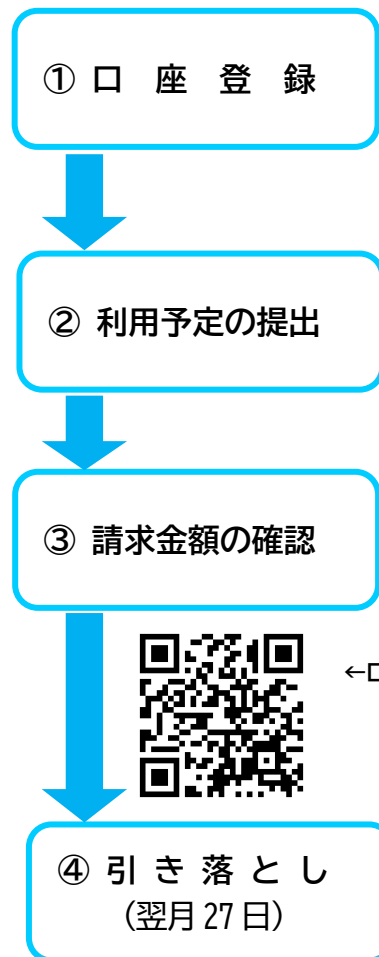 ① 口 座 登 録
② 利用予定の提出
③ 請求金額の確認
←
④ 引 き 落 と し
(翌月 27 日)